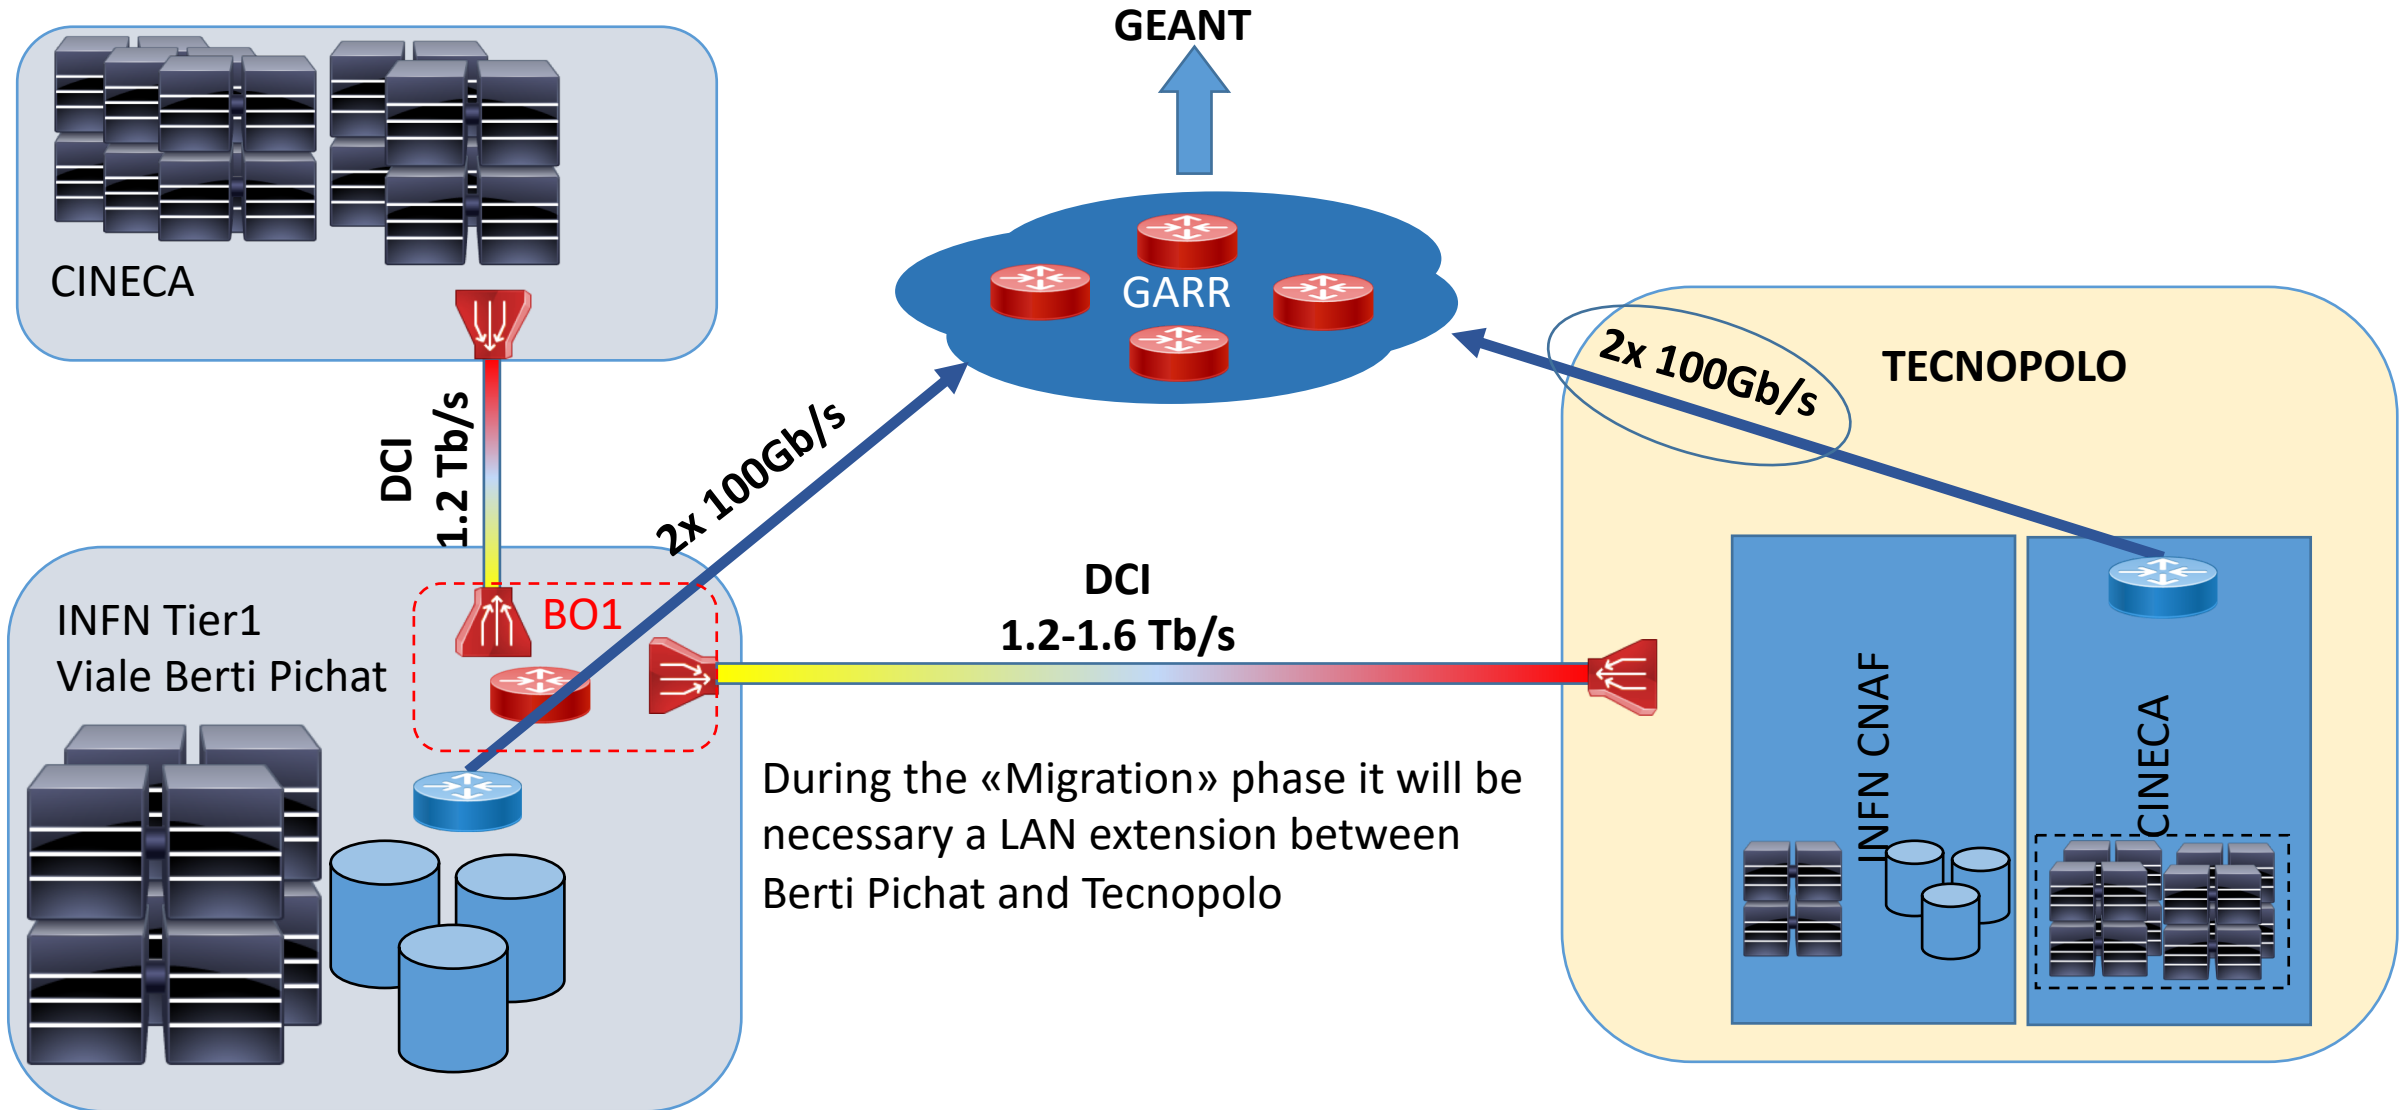 GEANT
CINECA
GARR
2x 100Gb/s
TECNOPOLO
DCI
1.2 Tb/s
2x 100Gb/s
INFN Tier1
Viale Berti Pichat
BO1
DCI
1.2-1.6 Tb/s
INFN CNAF
CINECA
During the «Migration» phase it will be
necessary a LAN extension between
Berti Pichat and Tecnopolo